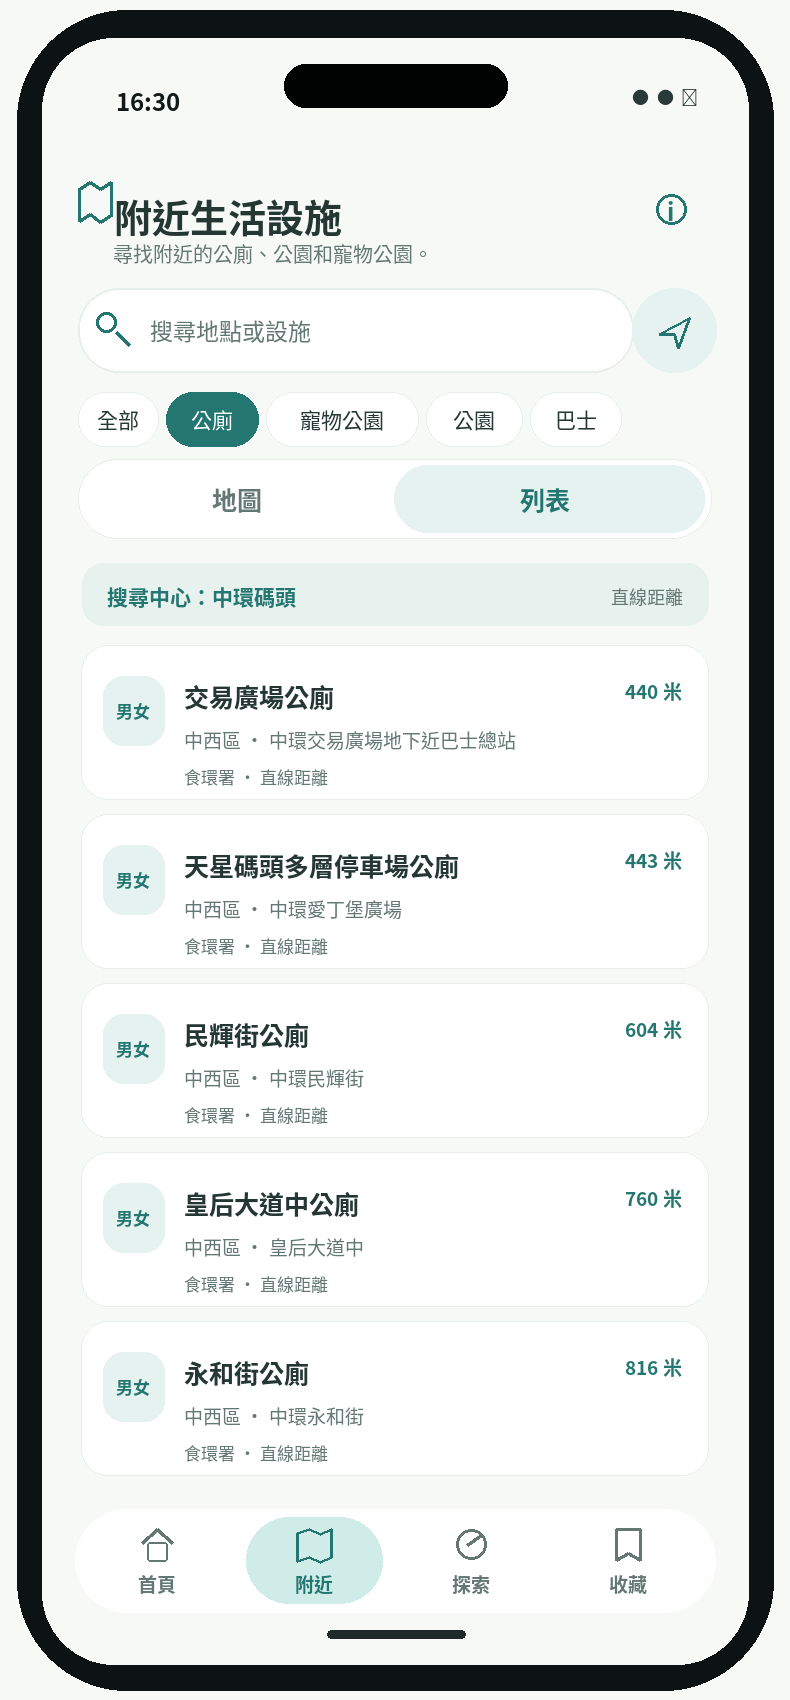 16:30
附近生活設施
尋找附近的公廁、公園和寵物公園。
搜尋地點或設施
全部 公廁 寵物公園 公園 巴士
地圖 列表
搜尋中心：中環碼頭 直線距離
男女 交易廣場公廁 440 米
中西區 · 中環交易廣場地下近巴士總站
食環署 · 直線距離
男女 天星碼頭多層停車場公廁 443 米
中西區 · 中環愛丁堡廣場
食環署 · 直線距離
男女 民輝街公廁 604 米
中西區 · 中環民輝街
食環署 · 直線距離
男女 皇后大道中公廁 760 米
中西區 · 皇后大道中
食環署 · 直線距離
男女 永和街公廁 816 米
中西區 · 中環永和街
食環署 · 直線距離
首頁 附近 探索 收藏